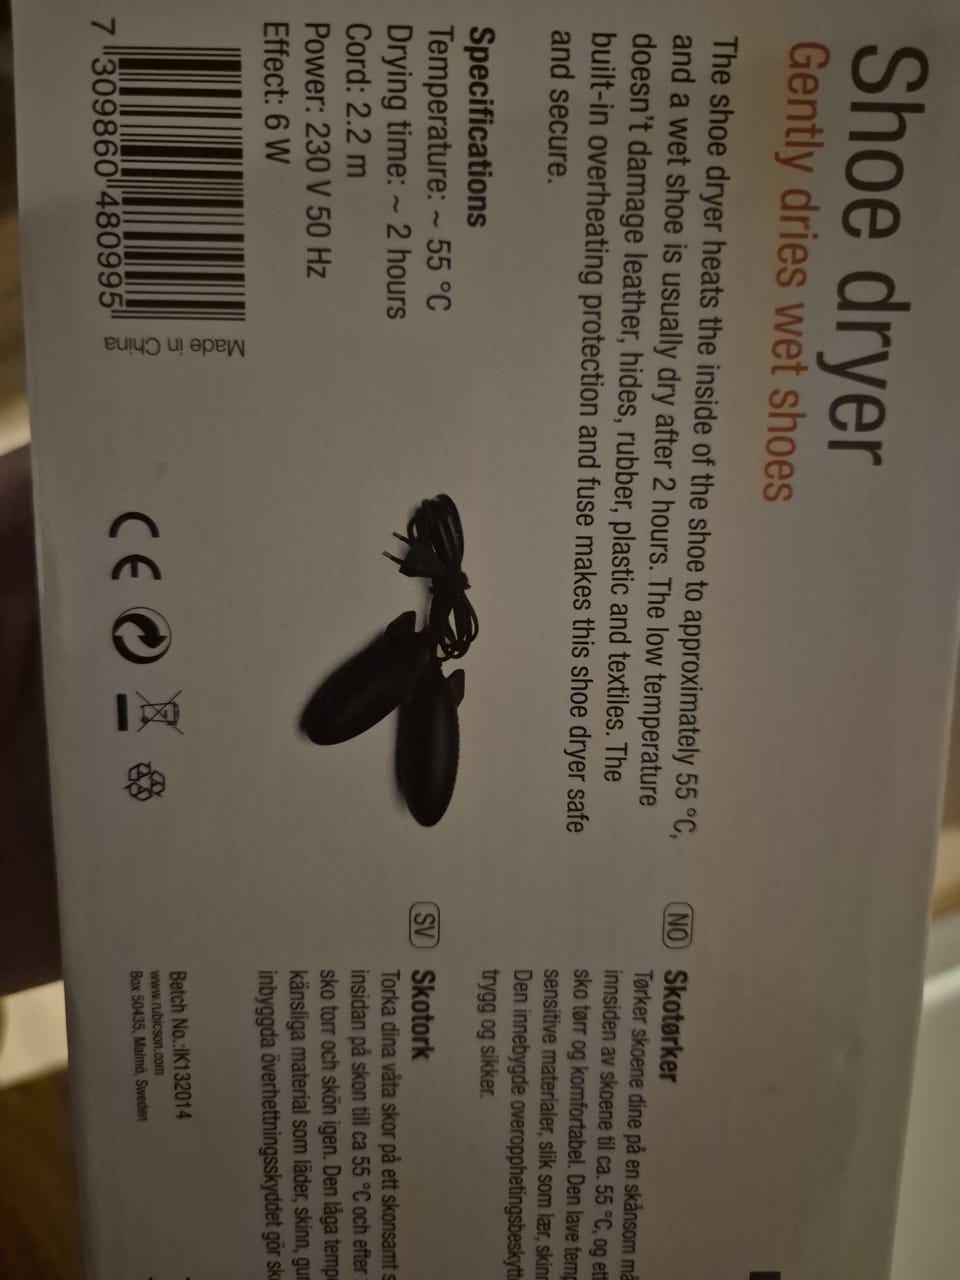 Shoe dryer
Gently dries wet shoes
The shoe dryer heats the inside of the shoe to approximately 55 °C,
and a wet shoe is usually dry after 2 hours. The low temperature
doesn't damage leather, hides, rubber, plastic and textiles. The
built-in overheating protection and fuse makes this shoe dryer safe
and secure.
Specifications
Temperature: ~ 55 °C
Drying time: ~ 2 hours
Cord: 2.2 m
Power: 230 V 50 Hz
Effect: 6 W
7 309860 480995
Made in China
CE
NO Skotørker
Tørker skoene dine på en skånsom
innsiden av skoene til ca. 55 °C, og
sko tørr og komfortabel. Den lave
sensitive materialer, slik som lær,
Den innebygde
trygg og sikker.
SV Skotork
Torka dina våta skor på ett skonsamt
insidan på skon till ca 55 °C och efter
sko torr och skön igen. Den låga
känsliga material som läder, skinn,
inbyggda överhettningsskyddet gör
Betch No.:IK132014
www.rubicson.com
Box 50435, Malmö, Sweden